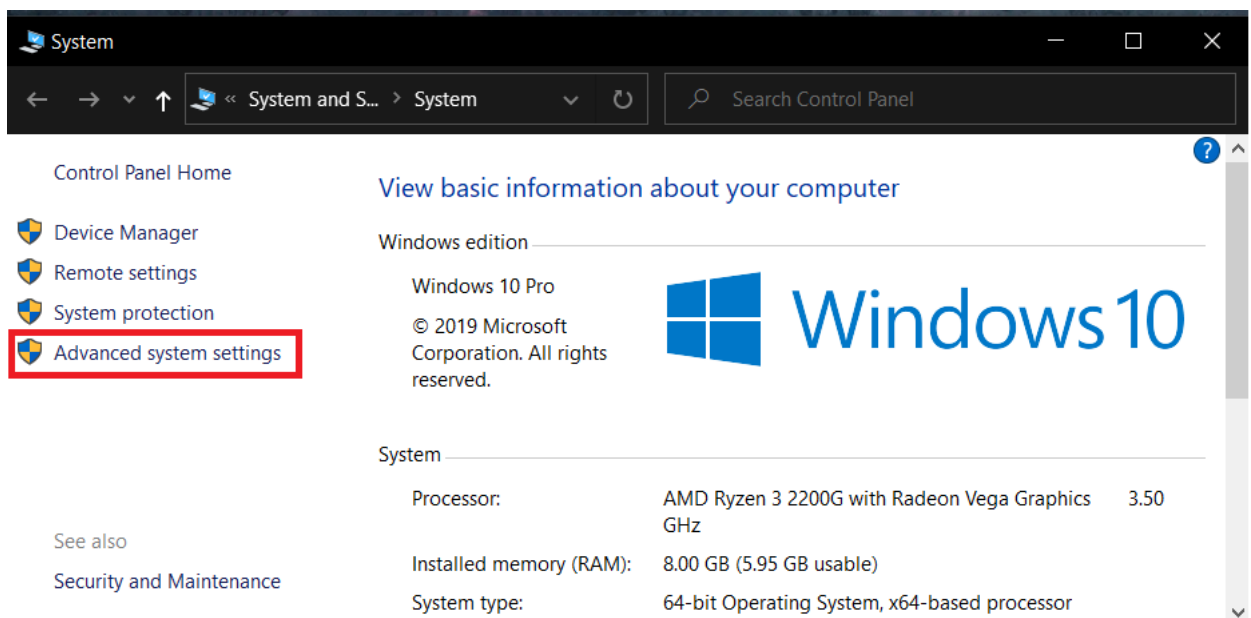 System
« System and S... > System
Search Control Panel
?
Control Panel Home
Device Manager
Remote settings
System protection
Advanced system settings
See also
Security and Maintenance
View basic information about your computer
Windows edition
Windows 10 Pro
© 2019 Microsoft
Corporation. All rights
reserved.
Windows 10
System
Processor:
AMD Ryzen 3 2200G with Radeon Vega Graphics 3.50
GHz
Installed memory (RAM):
8.00 GB (5.95 GB usable)
System type:
64-bit Operating System, x64-based processor